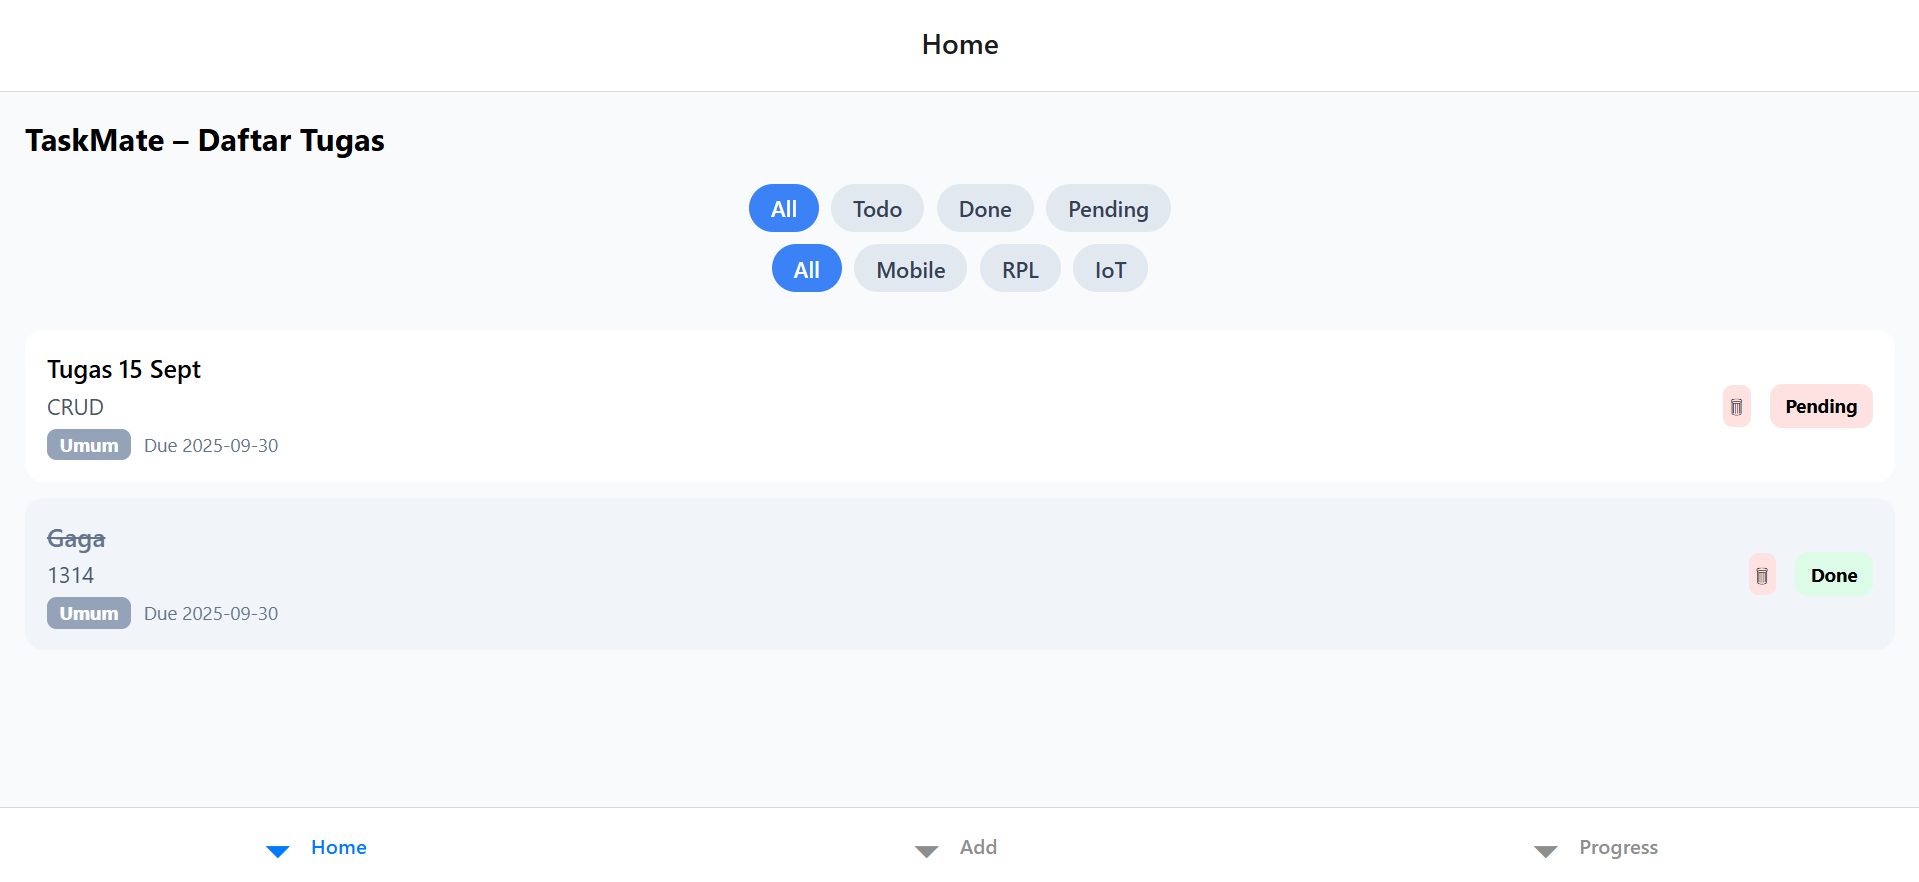 Home
TaskMate – Daftar Tugas
All Todo Done Pending
All Mobile RPL IoT
Tugas 15 Sept
CRUD
Umum Due 2025-09-30
Pending
Gaga
1314
Umum Due 2025-09-30
Done
Home Add Progress